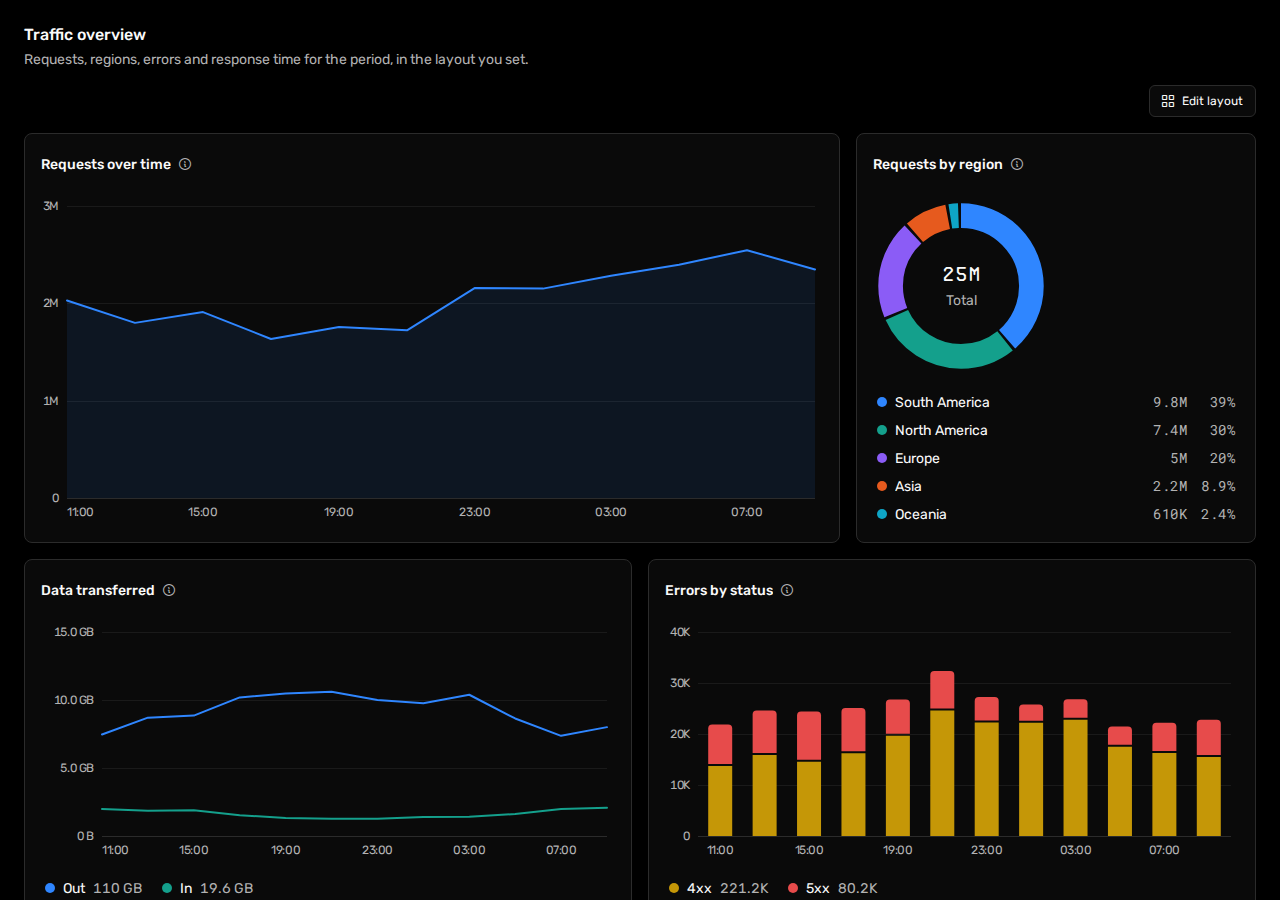 Traffic overview
Requests, regions, errors and response time for the period, in the layout you set.
Edit layout
Requests over time
3M
2M
1M
0
11:00 15:00 19:00 23:00 03:00 07:00
Requests by region
25M
Total
South America 9.8M 39%
North America 7.4M 30%
Europe 5M 20%
Asia 2.2M 8.9%
Oceania 610K 2.4%
Data transferred
15.0 GB
10.0 GB
5.0 GB
0 B
11:00 15:00 19:00 23:00 03:00 07:00
Out 110 GB In 19.6 GB
Errors by status
40K
30K
20K
10K
0
11:00 15:00 19:00 23:00 03:00 07:00
4xx 221.2K 5xx 80.2K